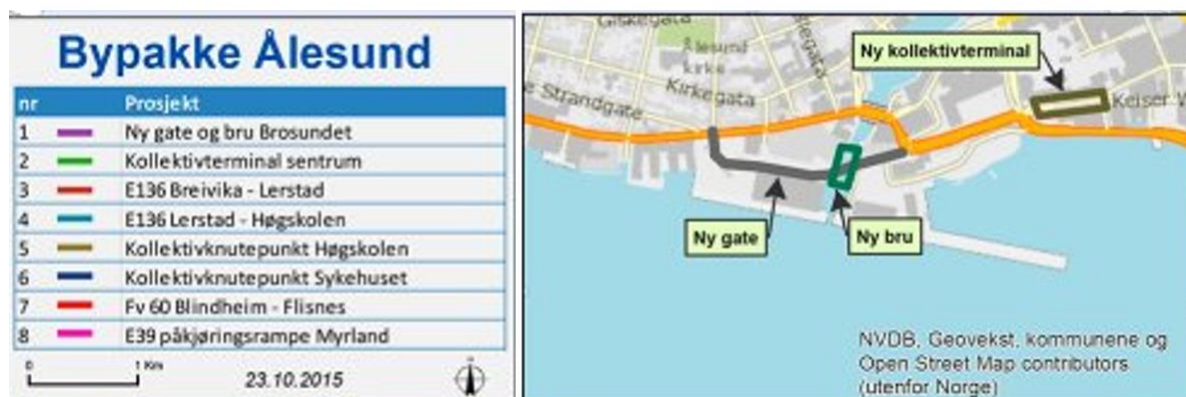 Bypakke Ålesund
nr Prosjekt
1 Ny gate og bru Brosundet
2 Kollektivterminal sentrum
3 E136 Breivika - Lerstad
4 E136 Lerstad - Høgskolen
5 Kollektivknutepunkt Høgskolen
6 Kollektivknutepunkt Sykehuset
7 Fv 60 Blindheim - Flisnes
8 E39 påkjøringsrampe Myrland
0 1 Km
23.10.2015
Giskegata
Ålesund
kirke
Kirkegata
e Strandgate
Ny kollektivterminal
Keiser W
Ny gate
Ny bru
NVDB, Geovekst, kommunene og
Open Street Map contributors
(utenfor Norge)